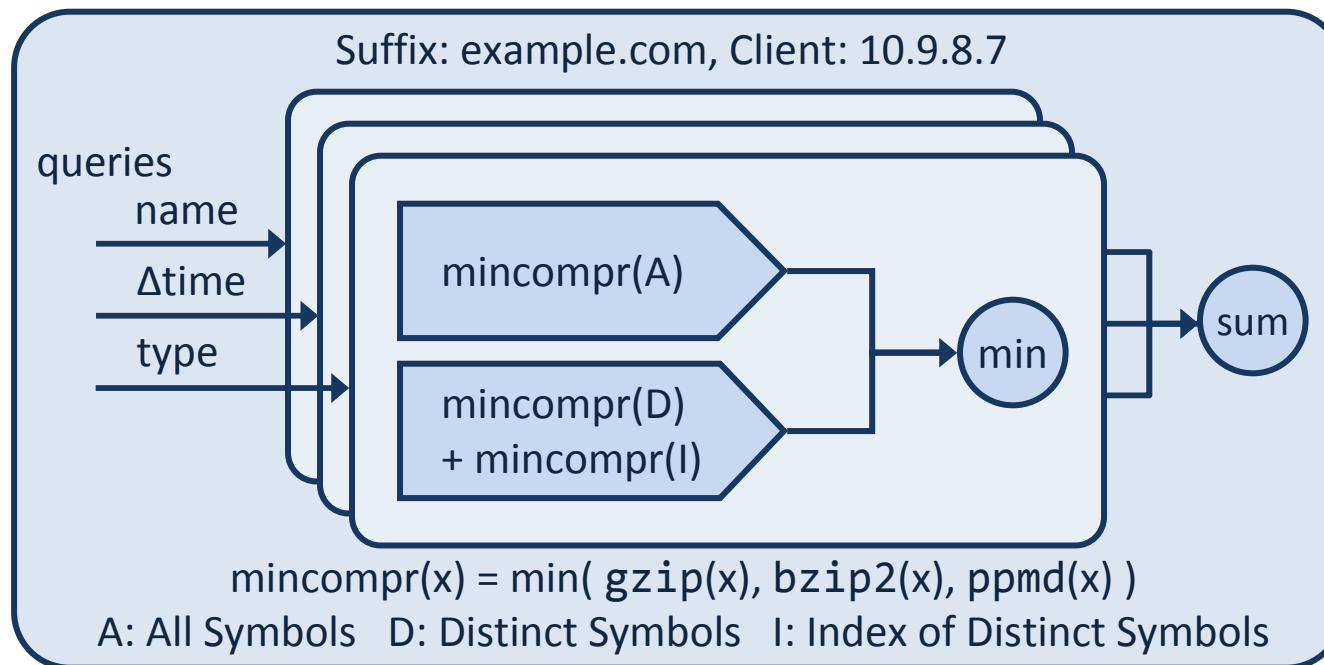 Suffix: example.com, Client: 10.9.8.7
queries
name
Δtime
type
mincompr(A)
mincompr(D)
+ mincompr(I)
min
sum
mincompr(x) = min( gzip(x), bzip2(x), ppmd(x) )
A: All Symbols D: Distinct Symbols I: Index of Distinct Symbols